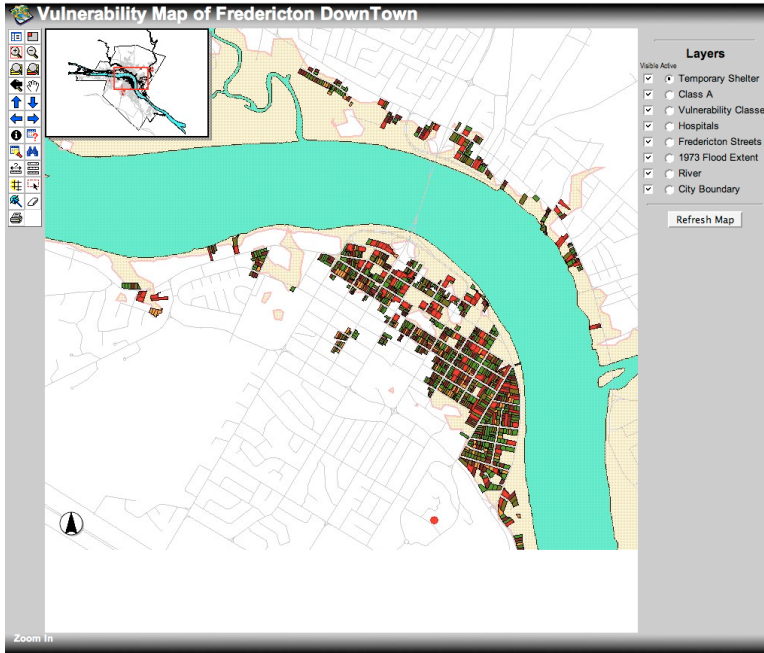 Vulnerability Map of Fredericton DownTown
Layers
Visible Active
Temporary Shelter
Class A
Vulnerability Classe
Hospitals
Fredericton Streets
1973 Flood Extent
River
City Boundary
Refresh Map
Zoom In